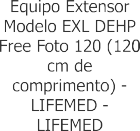 Equipo Extensor
Modelo EXL DEHP
Free Foto 120 (120
cm de
comprimento) -
LIFEMED -
LIFEMED